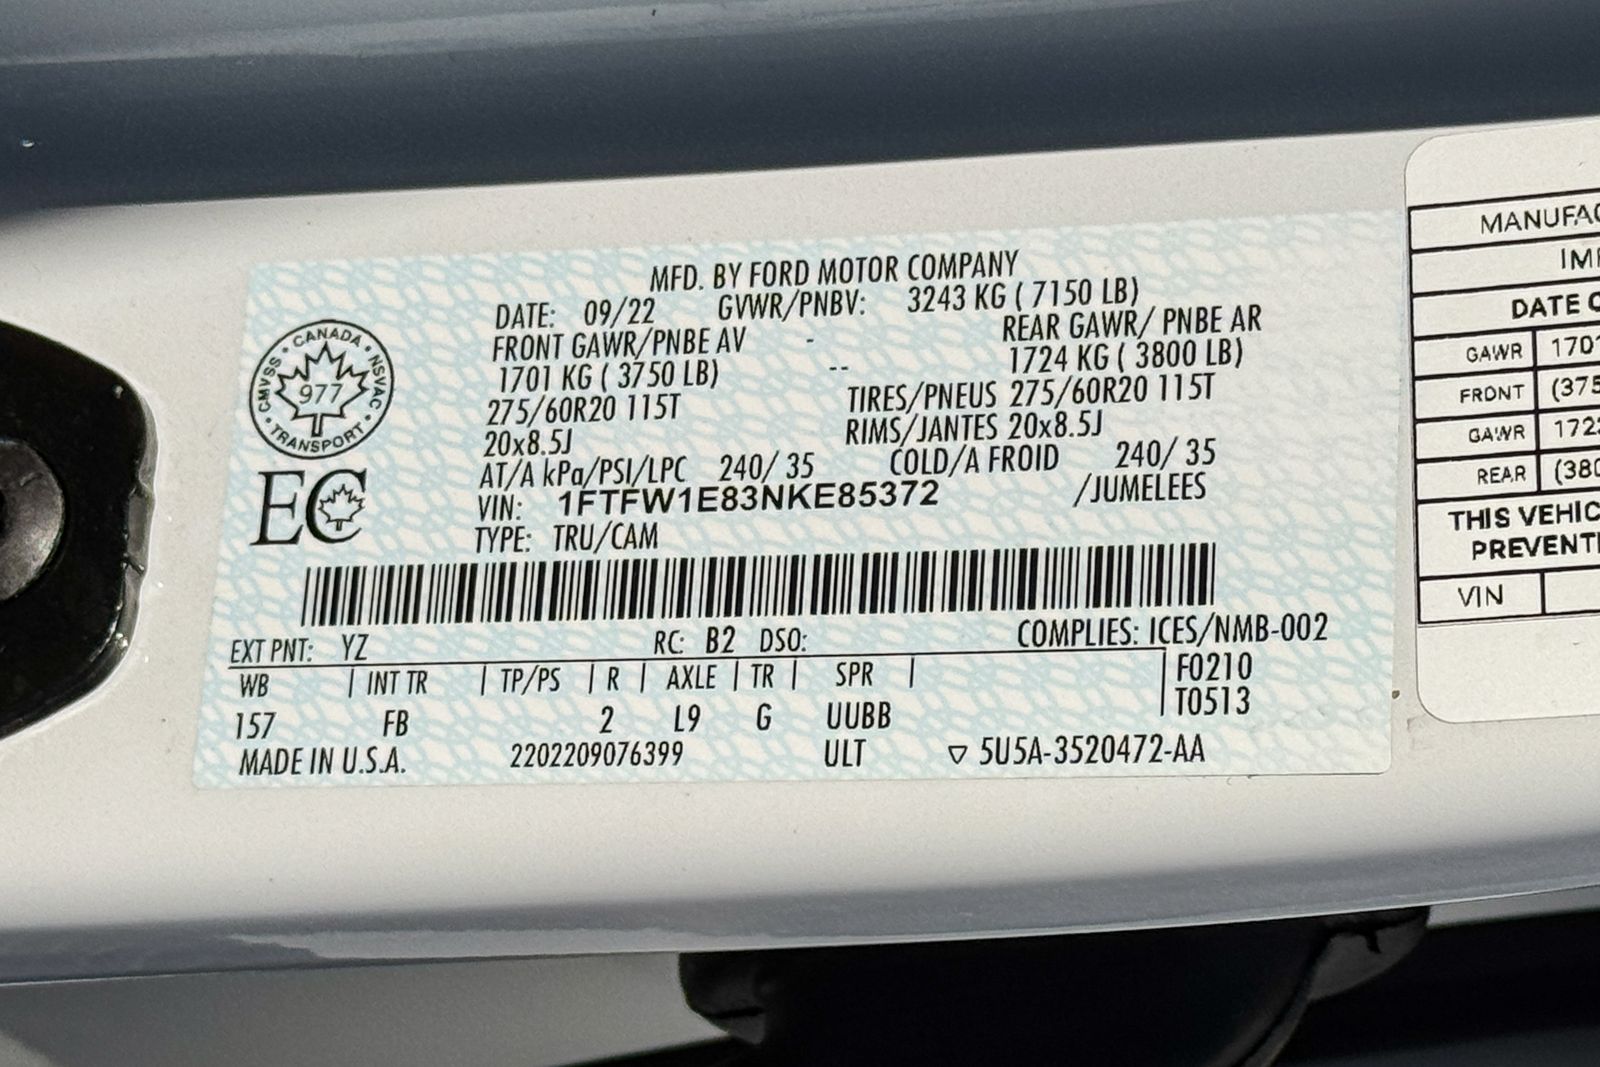 MFD. BY FORD MOTOR COMPANY
DATE: 09/22 GVWR/PNBV: 3243 KG ( 7150 LB)
FRONT GAWR/PNBE AV - REAR GAWR/ PNBE AR
1701 KG ( 3750 LB) -- 1724 KG ( 3800 LB)
275/60R20 115T TIRES/PNEUS 275/60R20 115T
20x8.5J RIMS/JANTES 20x8.5J
AT/A kPa/PSI/LPC 240/ 35 COLD/A FROID 240/ 35
VIN: 1FTFW1E83NKE85372 /JUMELEES
TYPE: TRU/CAM
CANADA • NSVAC • TRANSPORT • CMVSS •
977
EC
EXT PNT: YZ RC: B2 DSO: COMPLIES: ICES/NMB-002
WB | INT TR | TP/PS | R | AXLE | TR | SPR | | F0210
157 FB 2 L9 G UUBB | T0513
MADE IN U.S.A. 2202209076399 ULT ▽ 5U5A-3520472-AA
MANUFAC
IM
DATE O
GAWR 1701
FRONT (375
GAWR 172
REAR (380
THIS VEHIC
PREVENT
VIN